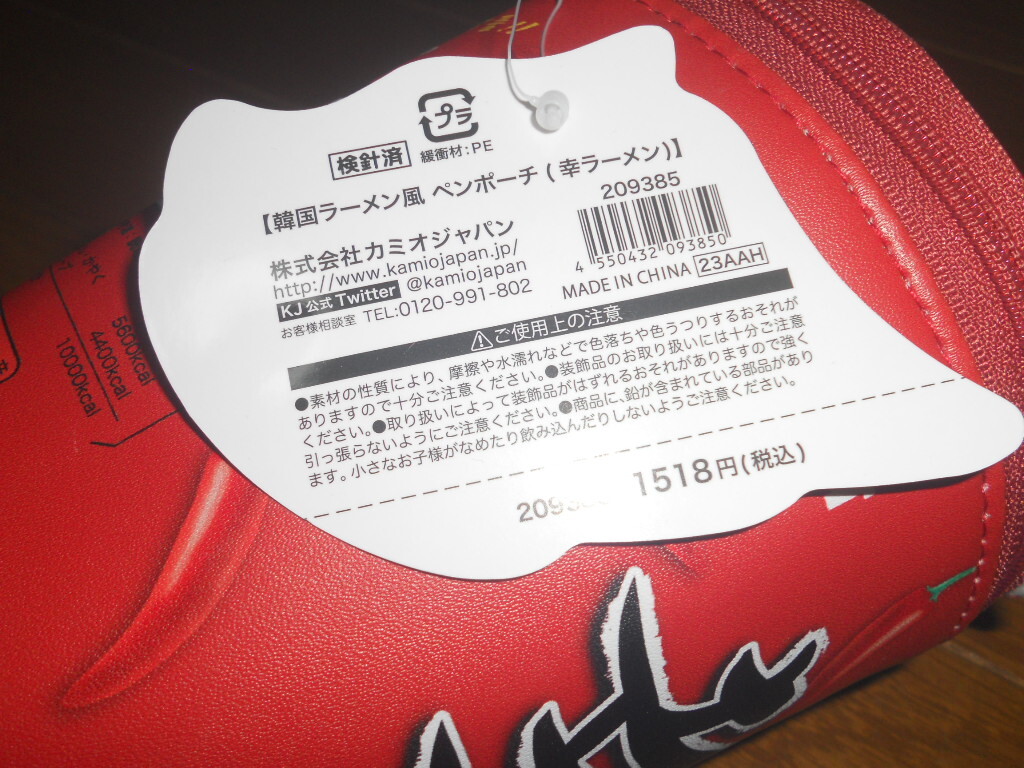 プラ
検針済
緩衝材:PE
【韓国ラーメン風 ペンポーチ (幸ラーメン)】
株式会社カミオジャパン
http://www.kamiojapan.jp/
KJ公式Twitter @kamiojapan
お客様相談室 TEL:0120-991-802
209385
4 550432 093850
MADE IN CHINA 23AAH
⚠ご使用上の注意
●素材の性質により、摩擦や水濡れなどで色落ちや色うつりするおそれが
ありますので十分ご注意ください。●装飾品のお取り扱いには十分ご注意
ください。●取り扱いによって装飾品がはずれるおそれがありますので強く
引っ張らないようにご注意ください。●商品に、鉛が含まれている部品があり
ます。小さなお子様がなめたり飲み込んだりしないようご注意ください。
1518円(税込)
かやく
5600kcal
4400kcal
10000kcal